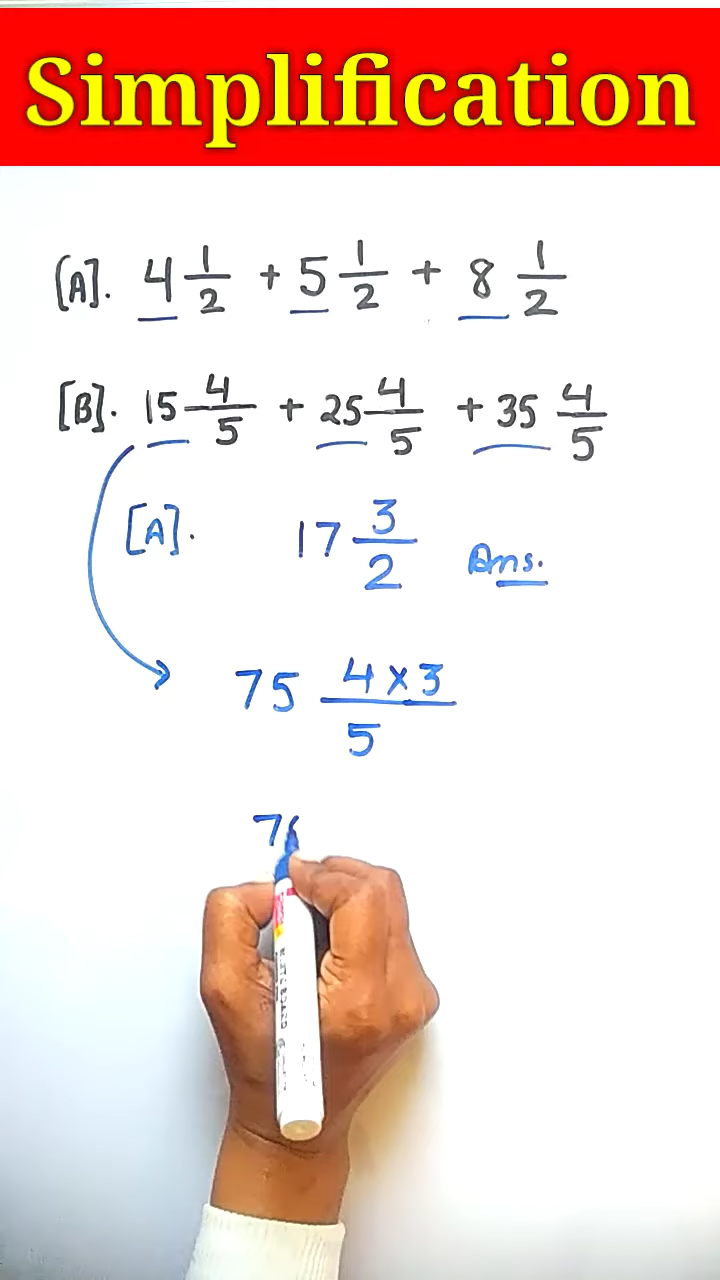 Simplification
[A]. 4 1/2 + 5 1/2 + 8 1/2
[B]. 15 4/5 + 25 4/5 + 35 4/5
[A]. 17 3/2 Ans.
75 4×3/5
7